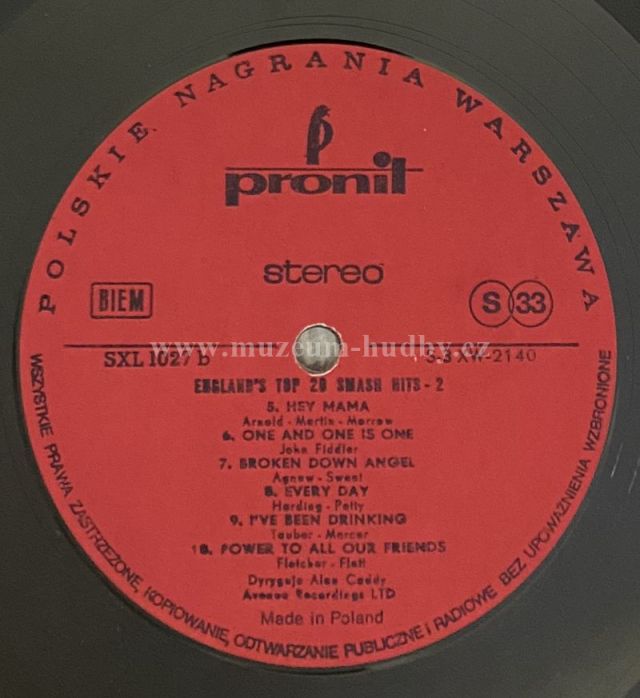 POLSKIE NAGRANIA WARSZAWA
pronit
stereo
BIEM
S 33
www.muzeum-hudby.cz
SXL 1027 b
S-3 XW-2140
ENGLAND'S TOP 20 SMASH HITS - 2
5. HEY MAMA
Arnold - Martin - Morrow
6. ONE AND ONE IS ONE
John Fiddler
7. BROKEN DOWN ANGEL
Agnew - Sweet
8. EVERY DAY
Harding - Petty
9. I'VE BEEN DRINKING
Tauber - Mercer
10. POWER TO ALL OUR FRIENDS
Fletcher - Flett
Dyryguje Alan Caddy
Avenue Recordings LTD
Made in Poland
WSZYSTKIE PRAWA ZASTRZEŻONE, KOPIOWANIE, ODTWARZANIE PUBLICZNE i RADIOWE BEZ UPOWAŻNIENIA WZBRONIONE